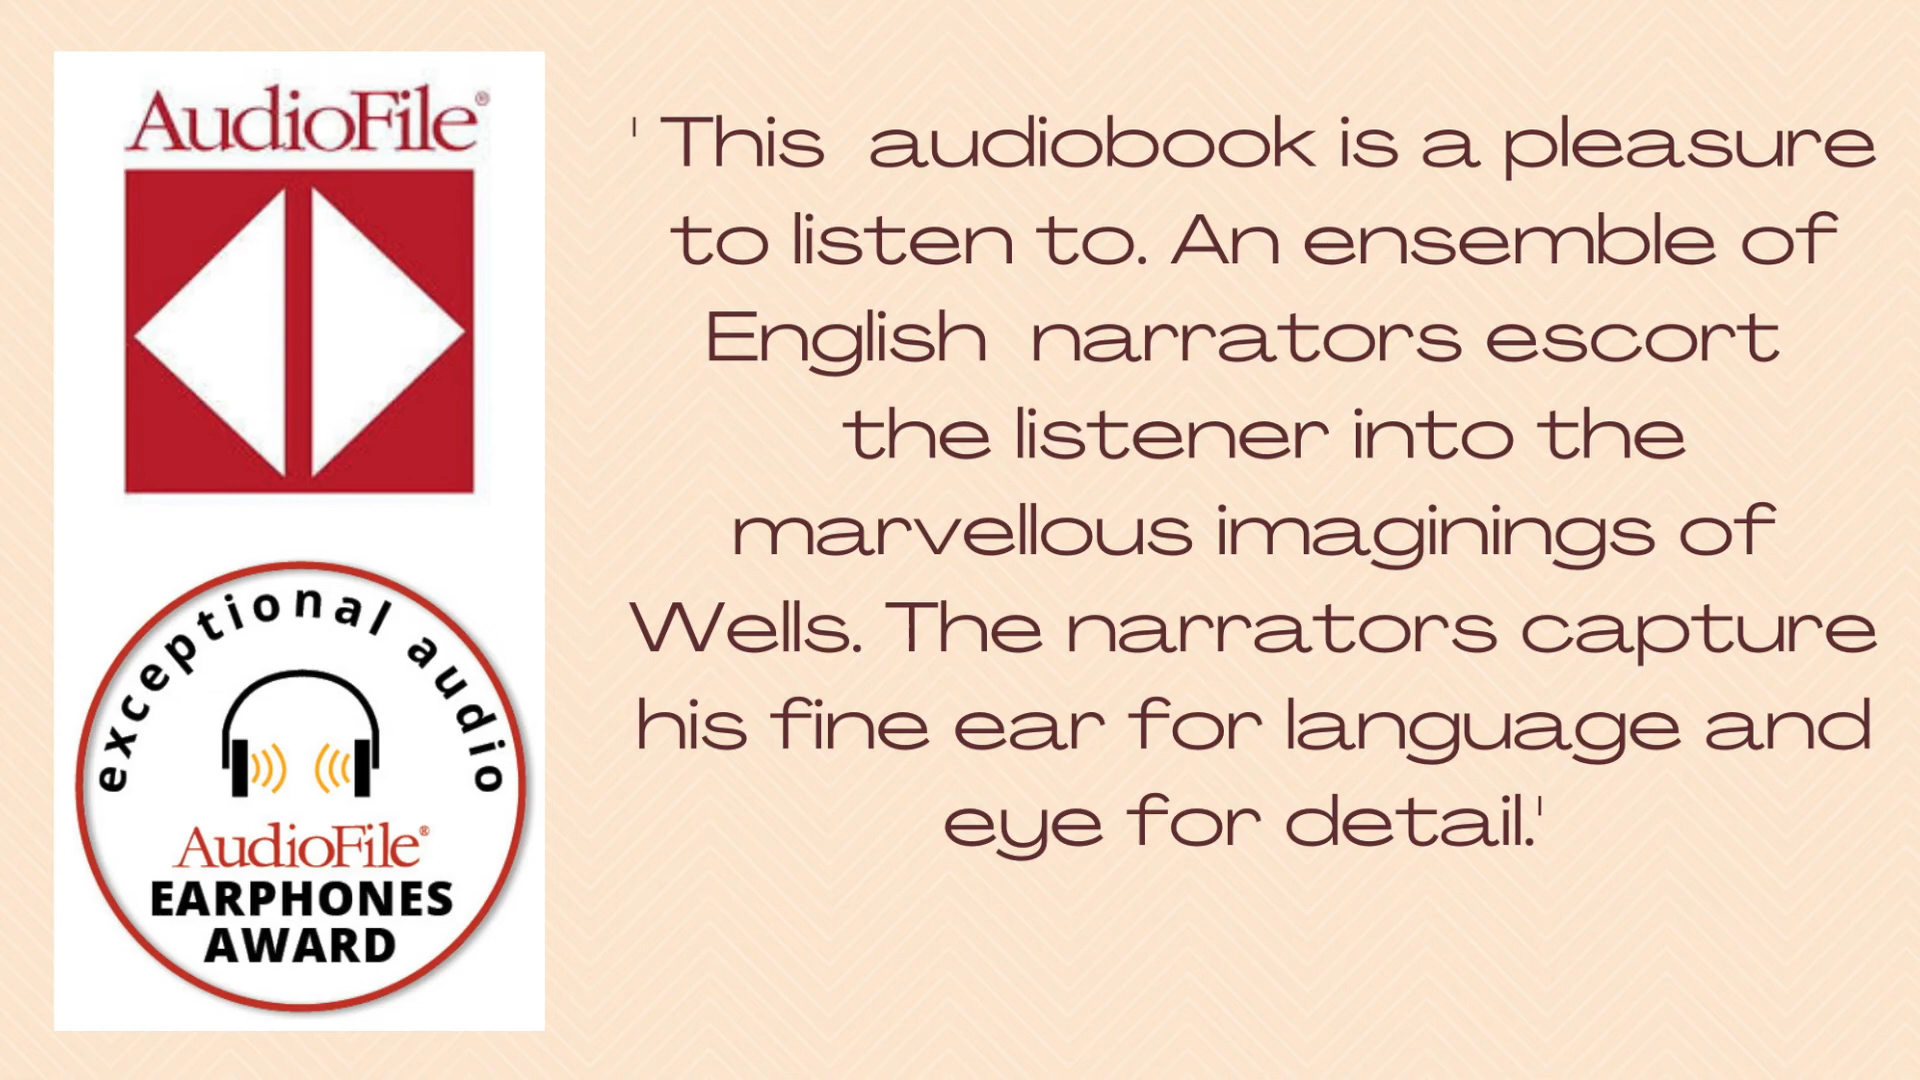 AudioFile®
exceptional audio
AudioFile®
EARPHONES
AWARD
' This  audiobook is a pleasure
to listen to. An ensemble of
English  narrators escort
the listener into the
marvellous imaginings of
Wells. The narrators capture
his fine ear for language and
eye for detail.'